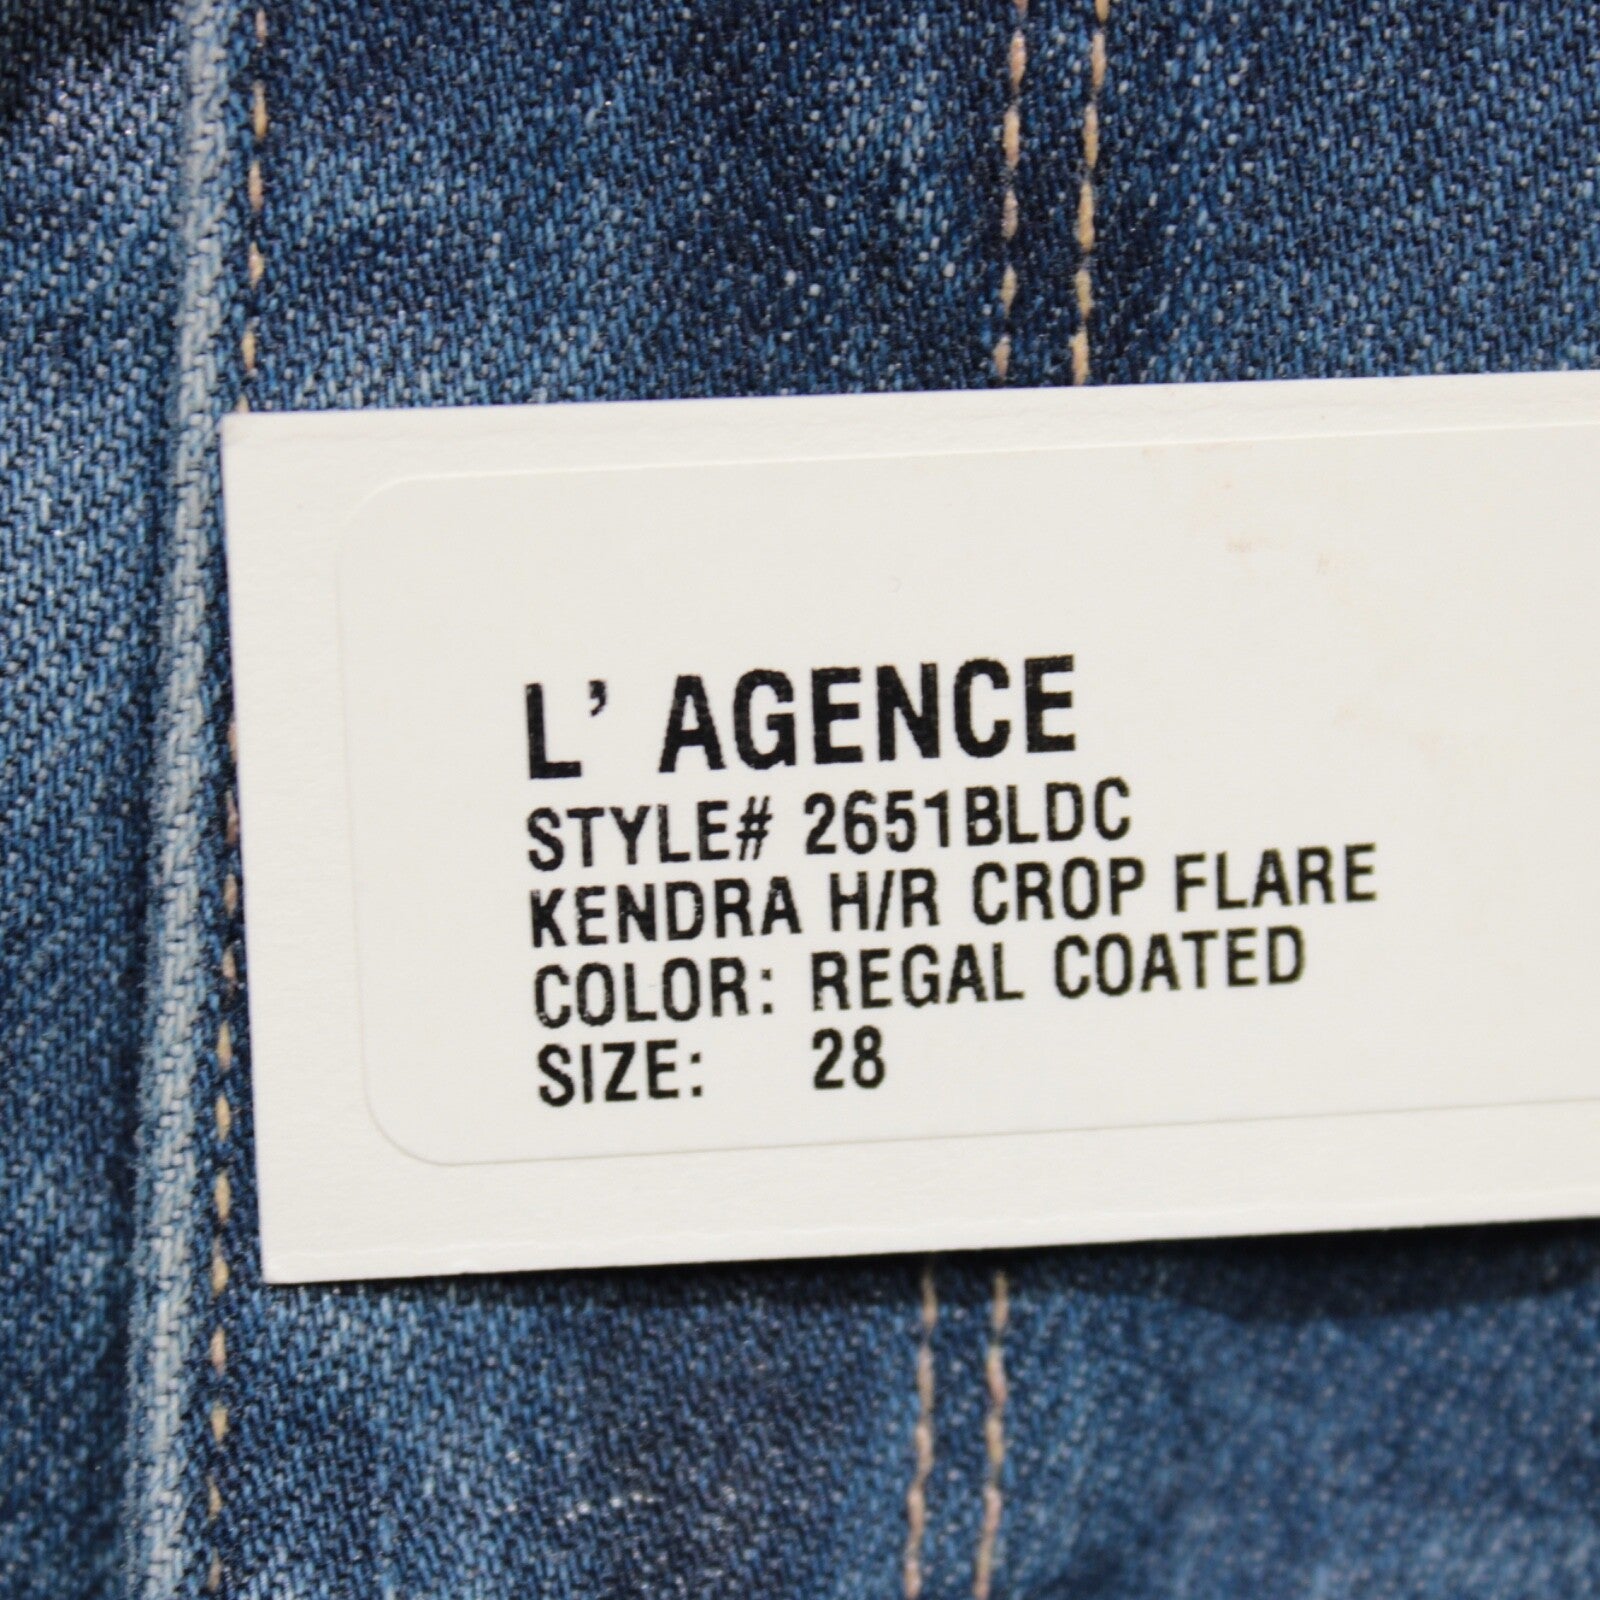 L' AGENCE
STYLE# 2651BLDC
KENDRA H/R CROP FLARE
COLOR: REGAL COATED
SIZE: 28